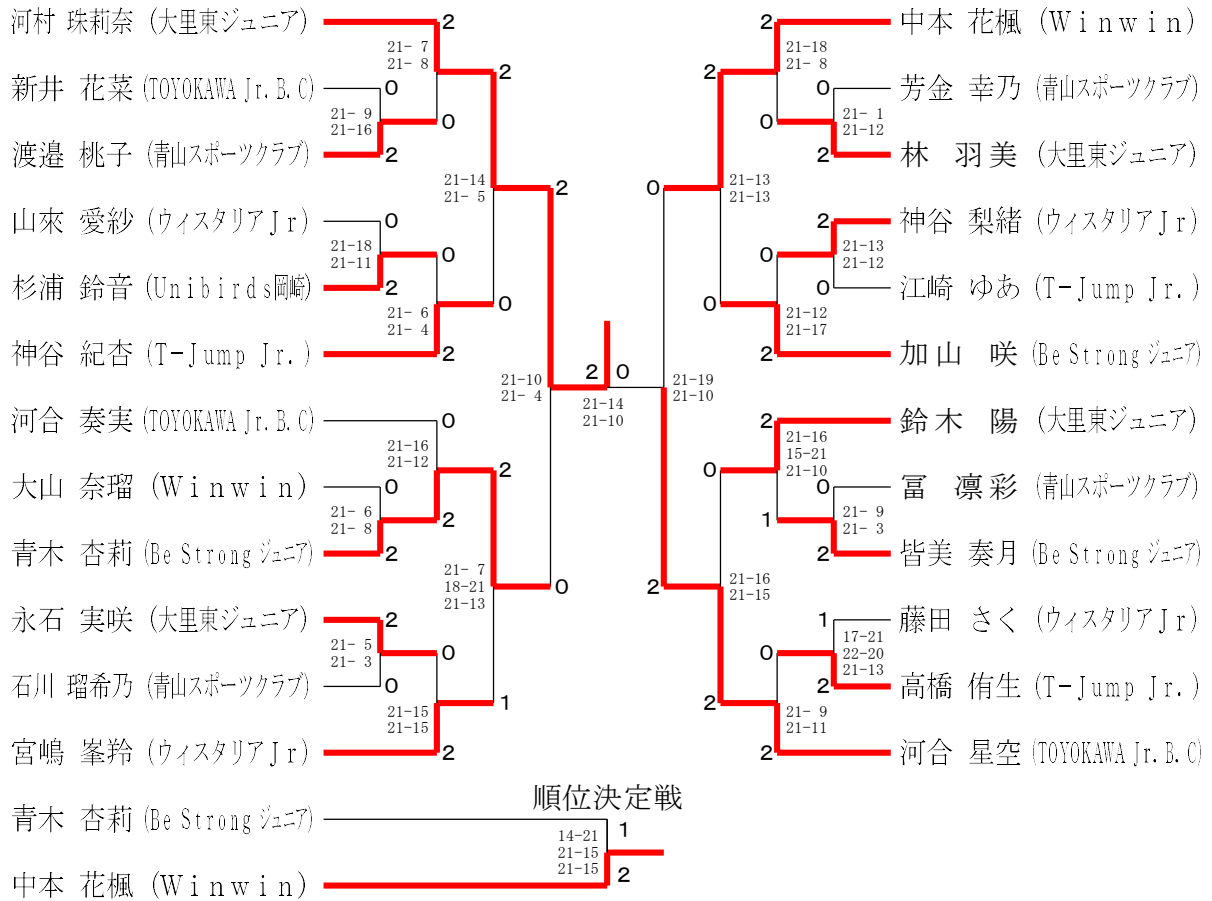 河村 珠莉奈 (大里東ジュニア) 2
21- 7
21- 8
2
新井 花菜 (TOYOKAWA Jr.B.C) 0
21- 9
21-16
0
渡邉 桃子 (青山スポーツクラブ) 2
21-14
21- 5
2
山來 愛紗 (ウィスタリアJr) 0
21-18
21-11
0
杉浦 鈴音 (Unibirds岡崎) 2
21- 6
21- 4
0
神谷 紀杏 (T-Jump Jr.) 2
21-10
21- 4
河合 奏実 (TOYOKAWA Jr.B.C) 0
21-16
21-12
2
大山 奈瑠 (Winwin) 0
21- 6
21- 8
2
青木 杏莉 (Be Strong ジュニア) 2
21- 7
18-21
21-13
0
永石 実咲 (大里東ジュニア) 2
21- 5
21- 3
0
石川 瑠希乃 (青山スポーツクラブ) 0
21-15
21-15
1
宮嶋 峯羚 (ウィスタリアJr) 2
2 0
21-14
21-10
2 中本 花楓 (Winwin)
21-18
21- 8
2
0 芳金 幸乃 (青山スポーツクラブ)
21- 1
21-12
0
2 林 羽美 (大里東ジュニア)
0
21-13
21-13
2 神谷 梨緒 (ウィスタリアJr)
21-13
21-12
0
0 江崎 ゆあ (T-Jump Jr.)
0
21-12
21-17
2 加山 咲 (Be Strong ジュニア)
21-19
21-10
2 鈴木 陽 (大里東ジュニア)
21-16
15-21
21-10
0
0 冨 凛彩 (青山スポーツクラブ)
21- 9
21- 3
1
2 皆美 奏月 (Be Strong ジュニア)
2
21-16
21-15
1 藤田 さく (ウィスタリアJr)
17-21
22-20
21-13
0
2 高橋 侑生 (T-Jump Jr.)
2
21- 9
21-11
2 河合 星空 (TOYOKAWA Jr.B.C)
順位決定戦
青木 杏莉 (Be Strong ジュニア) 1
14-21
21-15
21-15
中本 花楓 (Winwin) 2